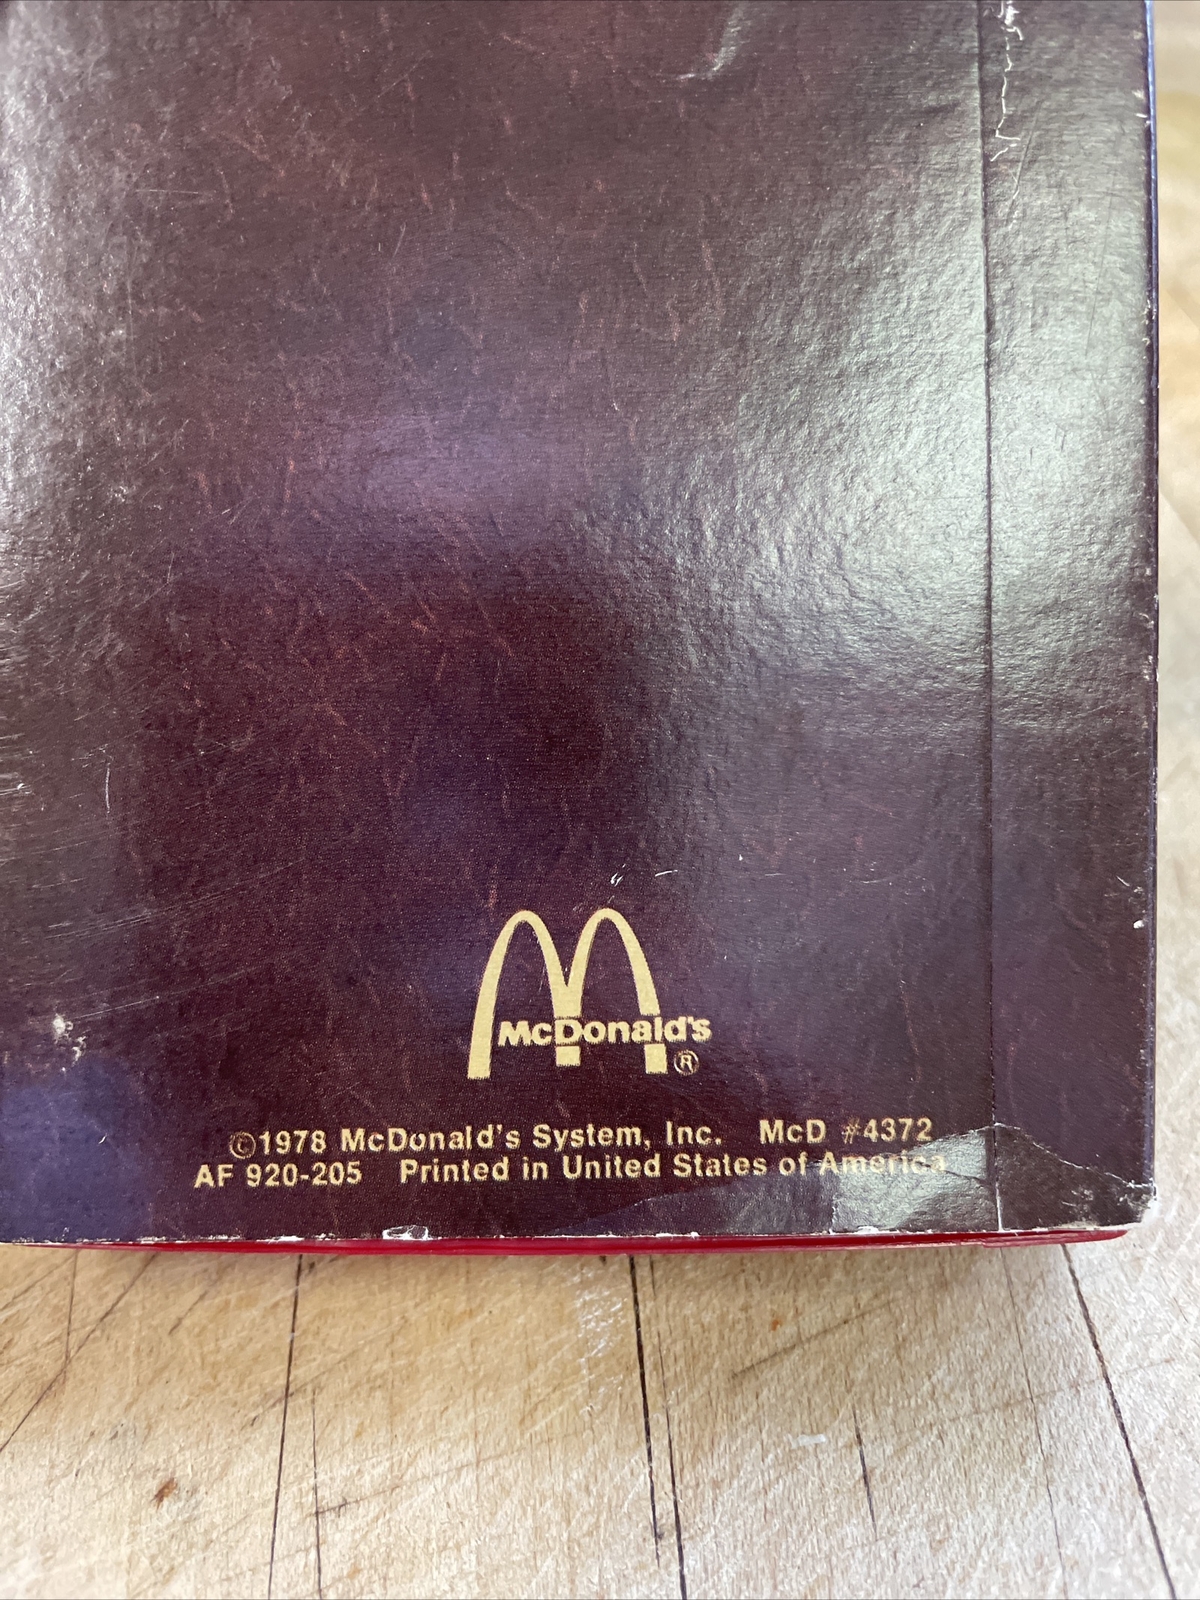 McDonald's
®
©1978 McDonald's System, Inc. McD #4372
AF 920-205 Printed in United States of America